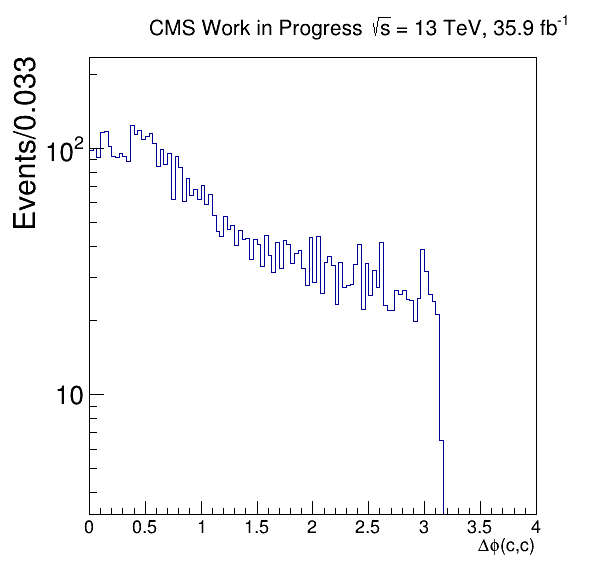 CMS Work in Progress √s = 13 TeV, 35.9 fb⁻¹
Events/0.033
10²
10
0 0.5 1 1.5 2 2.5 3 3.5 4
Δϕ(c,c)